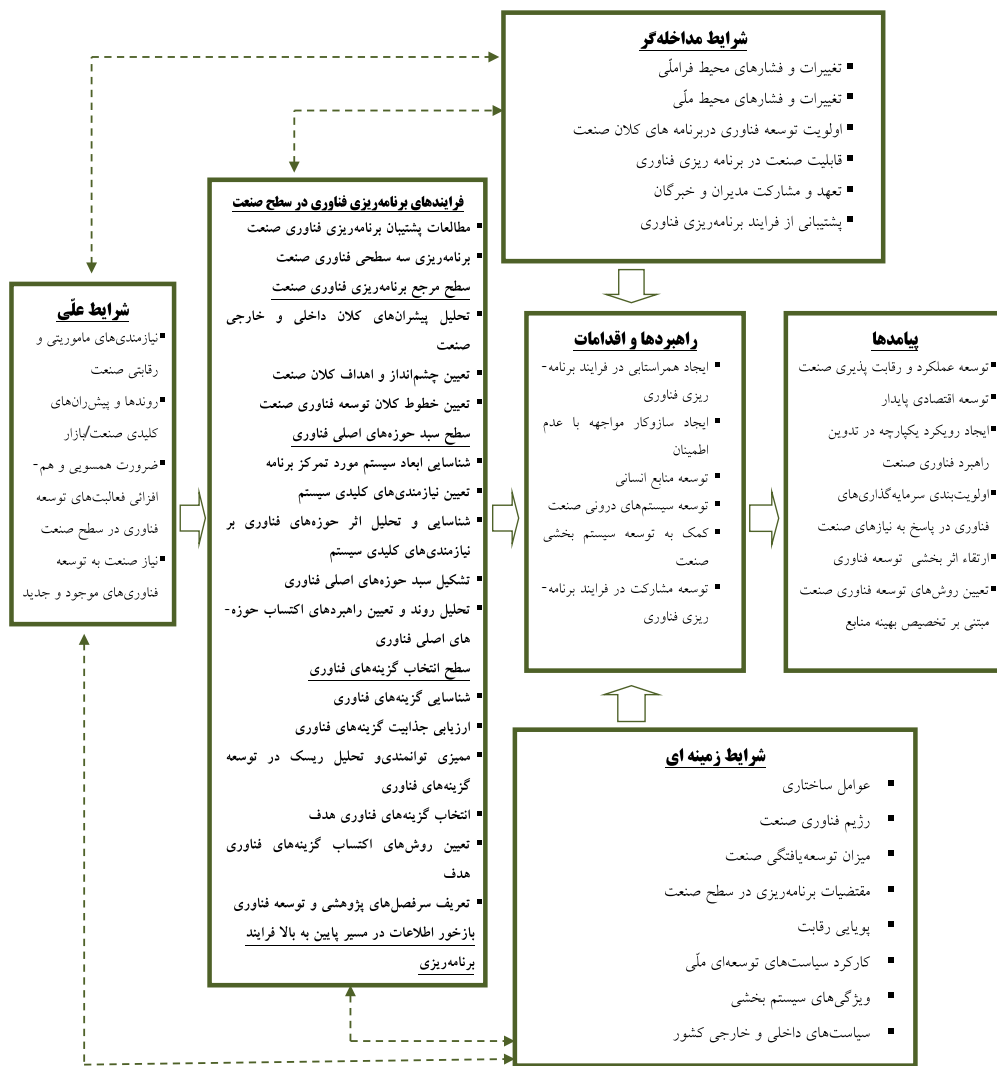 شرایط مداخله‌گر
تغییرات و فشارهای محیط فراملّی
تغییرات و فشارهای محیط ملّی
اولویت توسعه فناوری دربرنامه های کلان صنعت
قابلیت صنعت در برنامه ریزی فناوری
تعهد و مشارکت مدیران و خبرگان
پشتیبانی از فرایند برنامه‌ریزی فناوری
شرایط علّی
نیازمندی‌های ماموریتی و
رقابتی صنعت
روندها و پیش‌ران‌های
کلیدی صنعت/بازار
ضرورت همسویی و هم-
افزائی فعالیت‌های توسعه
فناوری در سطح صنعت
نیاز صنعت به توسعه
فناوری‌های موجود و جدید
فرایندهای برنامه‌ریزی فناوری در سطح صنعت
مطالعات پشتیبان برنامه‌ریزی فناوری صنعت
برنامه‌ریزی سه سطحی فناوری صنعت
سطح مرجع برنامه‌ریزی فناوری صنعت
تحلیل پیشران‌های کلان داخلی و خارجی
صنعت
تعیین چشم‌انداز و اهداف کلان صنعت
تعیین خطوط کلان توسعه فناوری صنعت
سطح سبد حوزه‌های اصلی فناوری
شناسایی ابعاد سیستم مورد تمرکز برنامه
تعیین نیازمندی‌های کلیدی سیستم
شناسایی و تحلیل اثر حوزه‌های فناوری بر
نیازمندی‌های کلیدی سیستم
تشکیل سبد حوزه‌های اصلی فناوری
تحلیل روند و تعیین راهبردهای اکتساب حوزه-
های اصلی فناوری
سطح انتخاب گزینه‌های فناوری
شناسایی گزینه‌های فناوری
ارزیابی جذابیت گزینه‌های فناوری
ممیزی توانمندی‌و تحلیل ریسک در توسعه
گزینه‌های فناوری
انتخاب گزینه‌های فناوری هدف
تعیین روش‌های اکتساب گزینه‌های فناوری
هدف
تعریف سرفصل‌های پژوهشی و توسعه فناوری
بازخور اطلاعات در مسیر پایین به بالا فرایند
برنامه‌ریزی
راهبردها و اقدامات
ایجاد همراستایی در فرایند برنامه-
ریزی فناوری
ایجاد سازوکار مواجهه با عدم
اطمینان
توسعه منابع انسانی
توسعه سیستم‌های درونی صنعت
کمک به توسعه سیستم بخشی
صنعت
توسعه مشارکت در فرایند برنامه-
ریزی فناوری
پیامدها
توسعه عملکرد و رقابت پذیری صنعت
توسعه اقتصادی پایدار
ایجاد رویکرد یکپارچه در تدوین
راهبرد فناوری صنعت
اولویت‌بندی سرمایه‌گذاری‌های
فناوری در پاسخ به نیازهای صنعت
ارتقاء اثر بخشی توسعه فناوری
تعیین روش‌های توسعه فناوری صنعت
مبتنی بر تخصیص بهینه منابع
شرایط زمینه ای
عوامل ساختاری
رژیم فناوری صنعت
میزان توسعه‌یافتگی صنعت
مقتضیات برنامه‌ریزی در سطح صنعت
پویایی رقابت
کارکرد سیاست‌های توسعه‌ای ملّی
ویژگی‌های سیستم بخشی
سیاست‌های داخلی و خارجی کشور